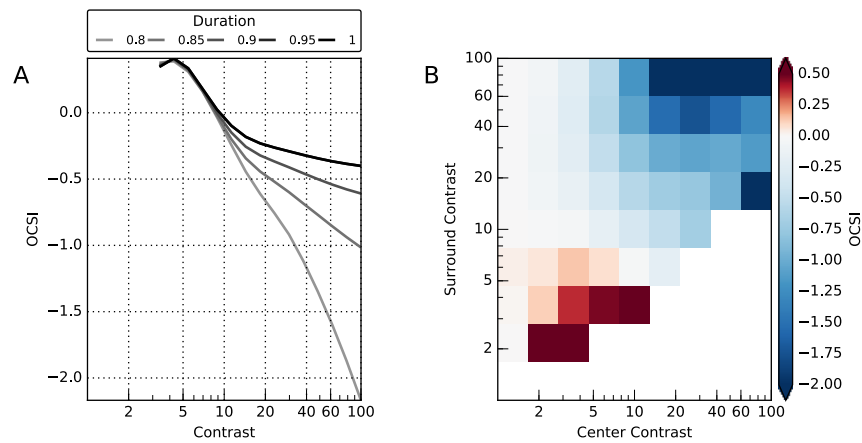 Duration
0.8 0.85 0.9 0.95 1
A
0.0
−0.5
−1.0
−1.5
−2.0
OCSI
2 5 10 20 40 60 100
Contrast
B
100
60
40
20
10
5
2
Surround Contrast
2 5 10 20 40 60 100
Center Contrast
0.50
0.25
0.00
−0.25
−0.50
−0.75
−1.00
−1.25
−1.50
−1.75
−2.00
OCSI